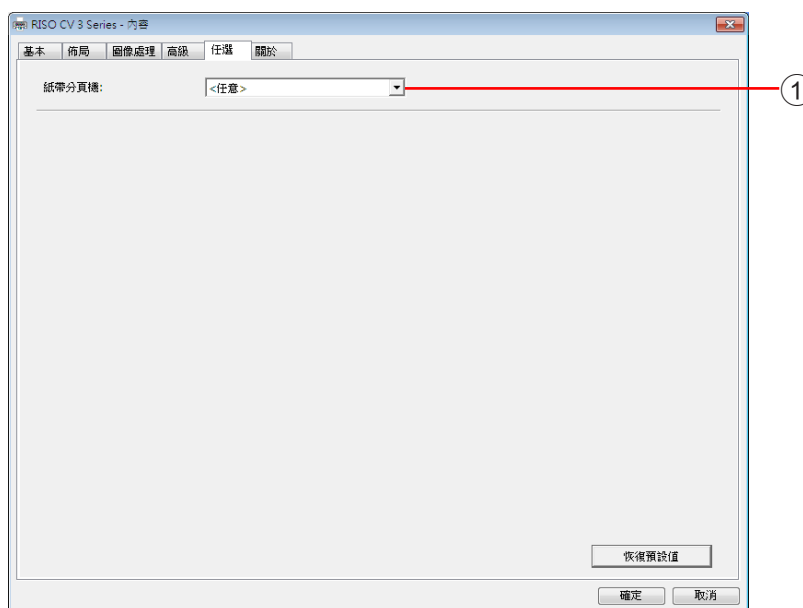 RISO CV 3 Series - 內容
基本 佈局 圖像處理 高級 任選 關於
紙帶分頁機: <任意> 1
恢復預設值
確定 取消